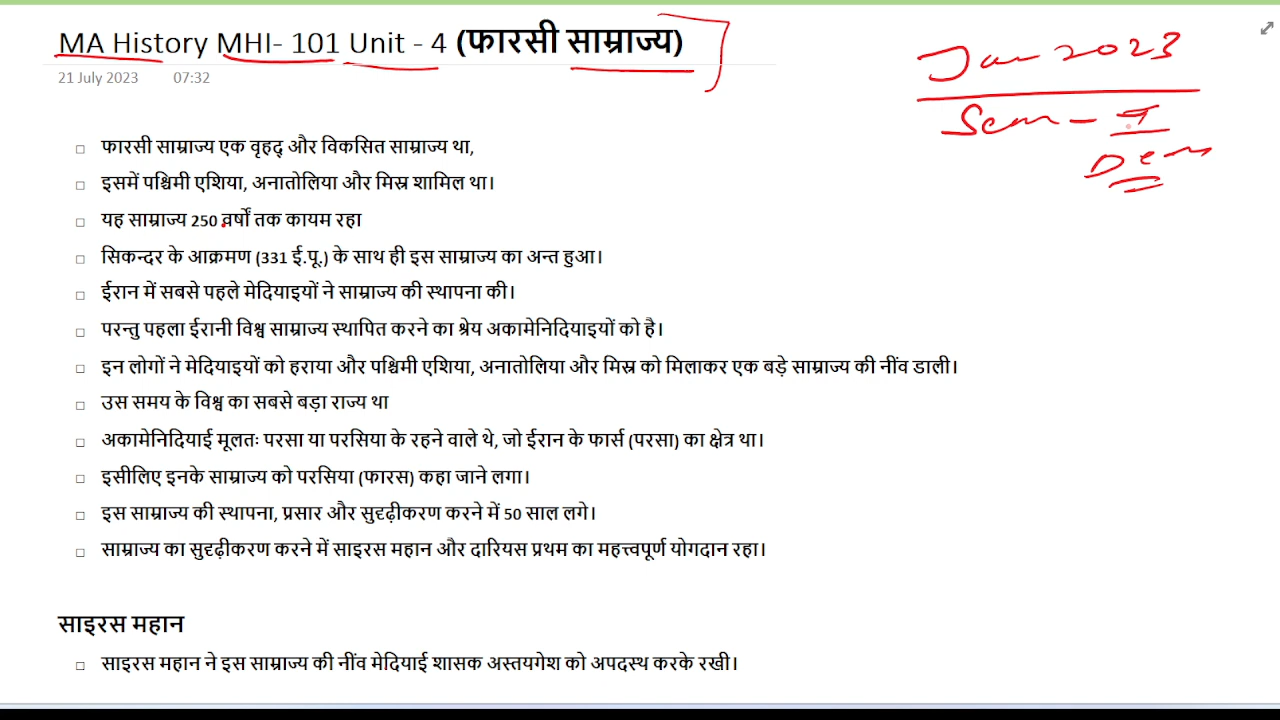 MA History MHI- 101 Unit - 4 (फारसी साम्राज्य)
21 July 2023 07:32
Jan 2023
Sem - I
Dem
फारसी साम्राज्य एक वृहद् और विकसित साम्राज्य था,
इसमें पश्चिमी एशिया, अनातोलिया और मिस्र शामिल था।
यह साम्राज्य 250 वर्षों तक कायम रहा
सिकन्दर के आक्रमण (331 ई.पू.) के साथ ही इस साम्राज्य का अन्त हुआ।
ईरान में सबसे पहले मेदियाइयों ने साम्राज्य की स्थापना की।
परन्तु पहला ईरानी विश्व साम्राज्य स्थापित करने का श्रेय अकामेनिदियाइयों को है।
इन लोगों ने मेदियाइयों को हराया और पश्चिमी एशिया, अनातोलिया और मिस्र को मिलाकर एक बड़े साम्राज्य की नींव डाली।
उस समय के विश्व का सबसे बड़ा राज्य था
अकामेनिदियाई मूलतः परसा या परसिया के रहने वाले थे, जो ईरान के फार्स (परसा) का क्षेत्र था।
इसीलिए इनके साम्राज्य को परसिया (फारस) कहा जाने लगा।
इस साम्राज्य की स्थापना, प्रसार और सुदृढ़ीकरण करने में 50 साल लगे।
साम्राज्य का सुदृढ़ीकरण करने में साइरस महान और दारियस प्रथम का महत्त्वपूर्ण योगदान रहा।
साइरस महान
साइरस महान ने इस साम्राज्य की नींव मेदियाई शासक अस्तयगेश को अपदस्थ करके रखी।